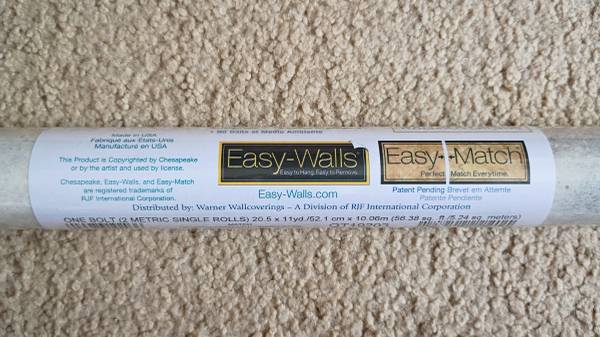 Made in USA
Fabriqué aux États-Unis
Manufacture en USA
This Product is Copyrighted by Chesapeake
or by the artist and used by license.
Chesapeake, Easy-Walls, and Easy-Match
are registered trademarks of
RJF International Corporation.
Easy-Walls
Easy to Hang. Easy to Remove.
Easy-Walls.com
Easy Match
Perfect Match Everytime.
Patent Pending Brevet em Attemte
Patente Pendiente
Distributed by: Warner Wallcoverings – A Division of RJF International Corporation
ONE BOLT (2 METRIC SINGLE ROLLS) 20.5 x 11yd./52.1 cm x 10.06m (56.38 sq. ft./5.24 sq. meters)